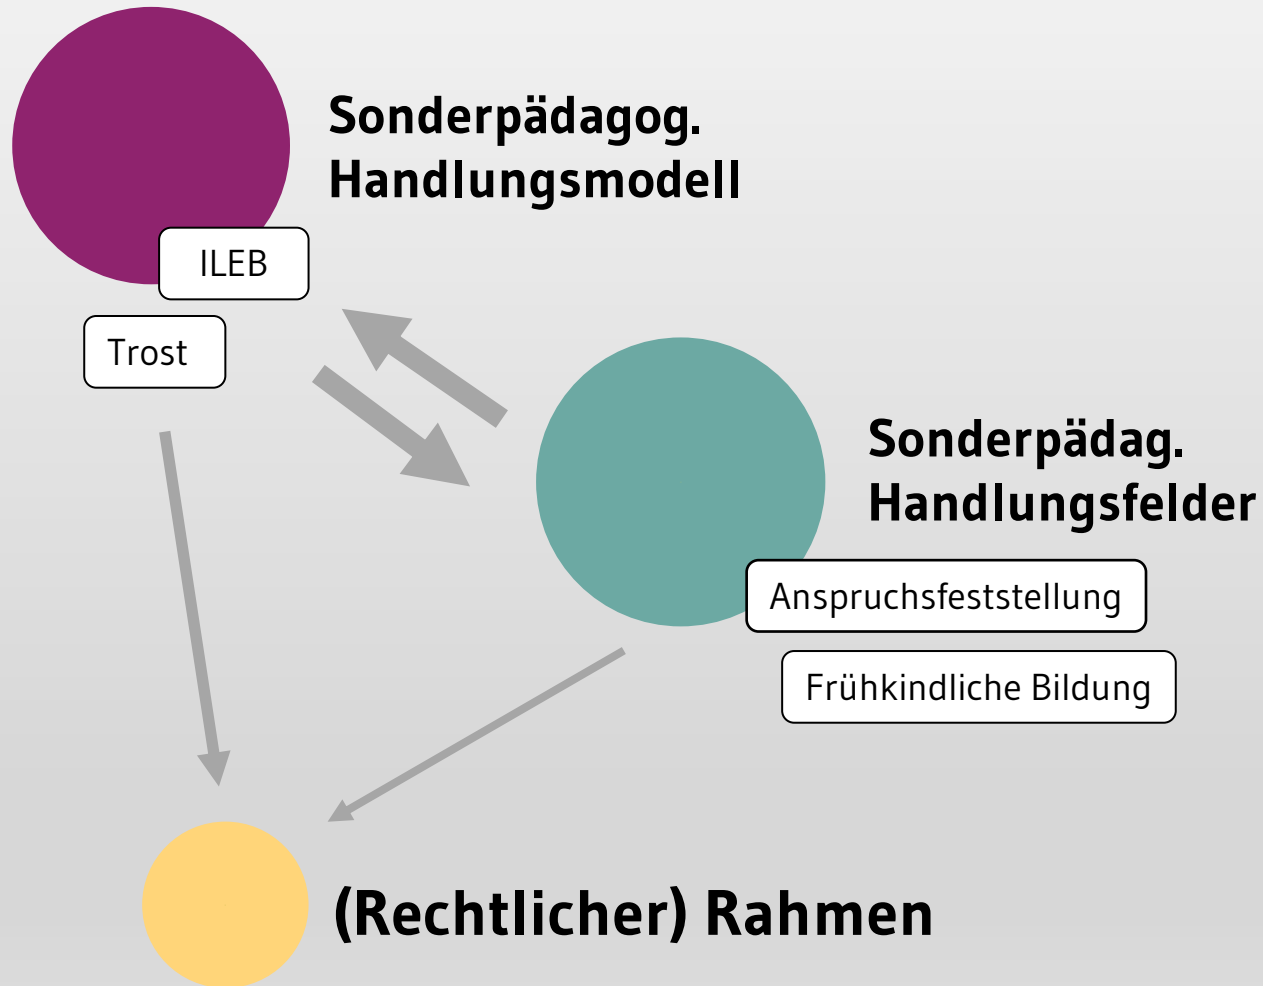 Sonderpädagog.
Handlungsmodell
ILEB
Trost
Sonderpädag.
Handlungsfelder
Anspruchsfeststellung
Frühkindliche Bildung
(Rechtlicher) Rahmen